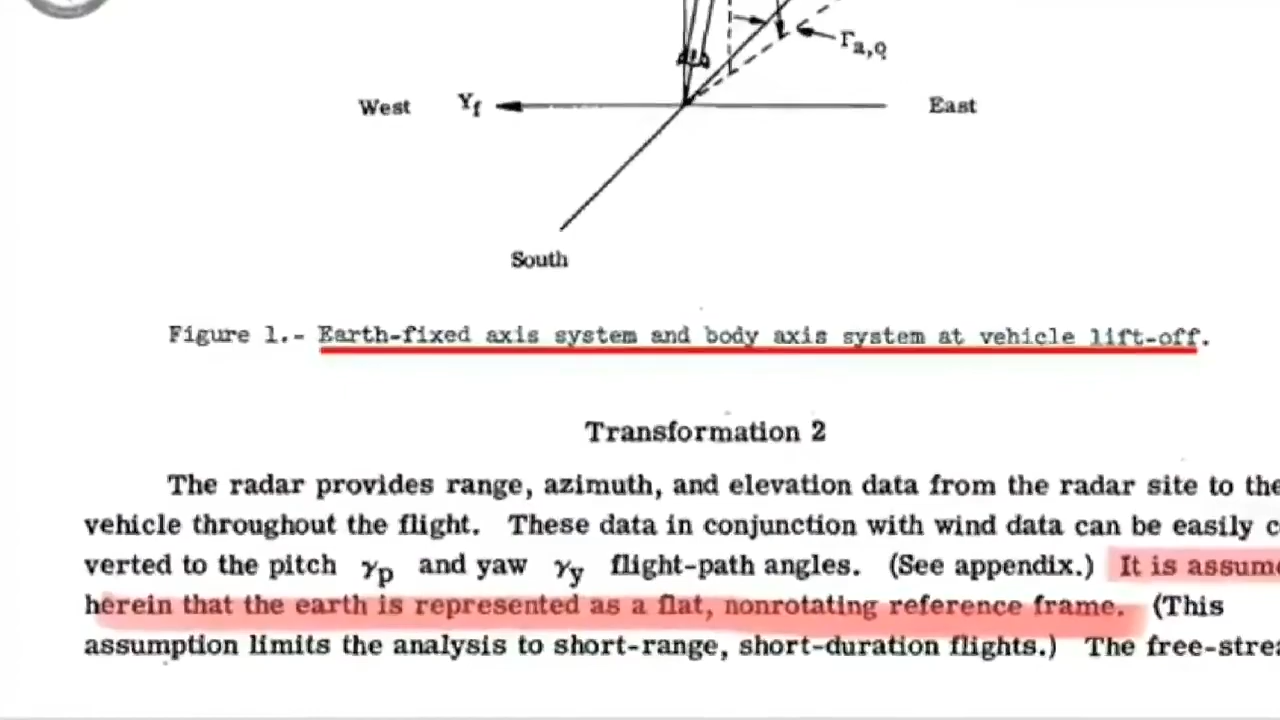 Γa,Q
West Yf East
South
Figure 1.- Earth-fixed axis system and body axis system at vehicle lift-off.
Transformation 2
The radar provides range, azimuth, and elevation data from the radar site to the
vehicle throughout the flight. These data in conjunction with wind data can be easily c
verted to the pitch γp and yaw γy flight-path angles. (See appendix.) It is assume
herein that the earth is represented as a flat, nonrotating reference frame. (This
assumption limits the analysis to short-range, short-duration flights.) The free-strea